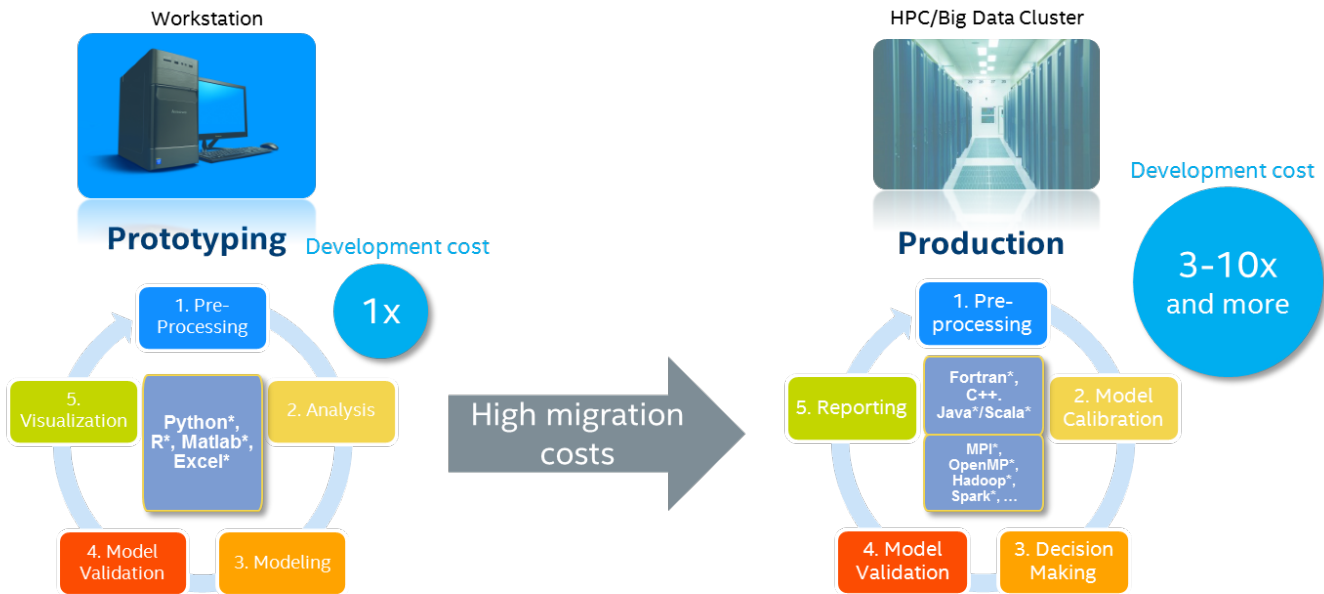 Workstation
Prototyping
Development cost
1x
1. Pre-
Processing
2. Analysis
3. Modeling
4. Model
Validation
5.
Visualization
Python*,
R*, Matlab*,
Excel*
High migration
costs
HPC/Big Data Cluster
Production
Development cost
3-10x
and more
1. Pre-
processing
2. Model
Calibration
3. Decision
Making
4. Model
Validation
5. Reporting
Fortran*,
C++.
Java*/Scala*
MPI*,
OpenMP*,
Hadoop*,
Spark*, ...